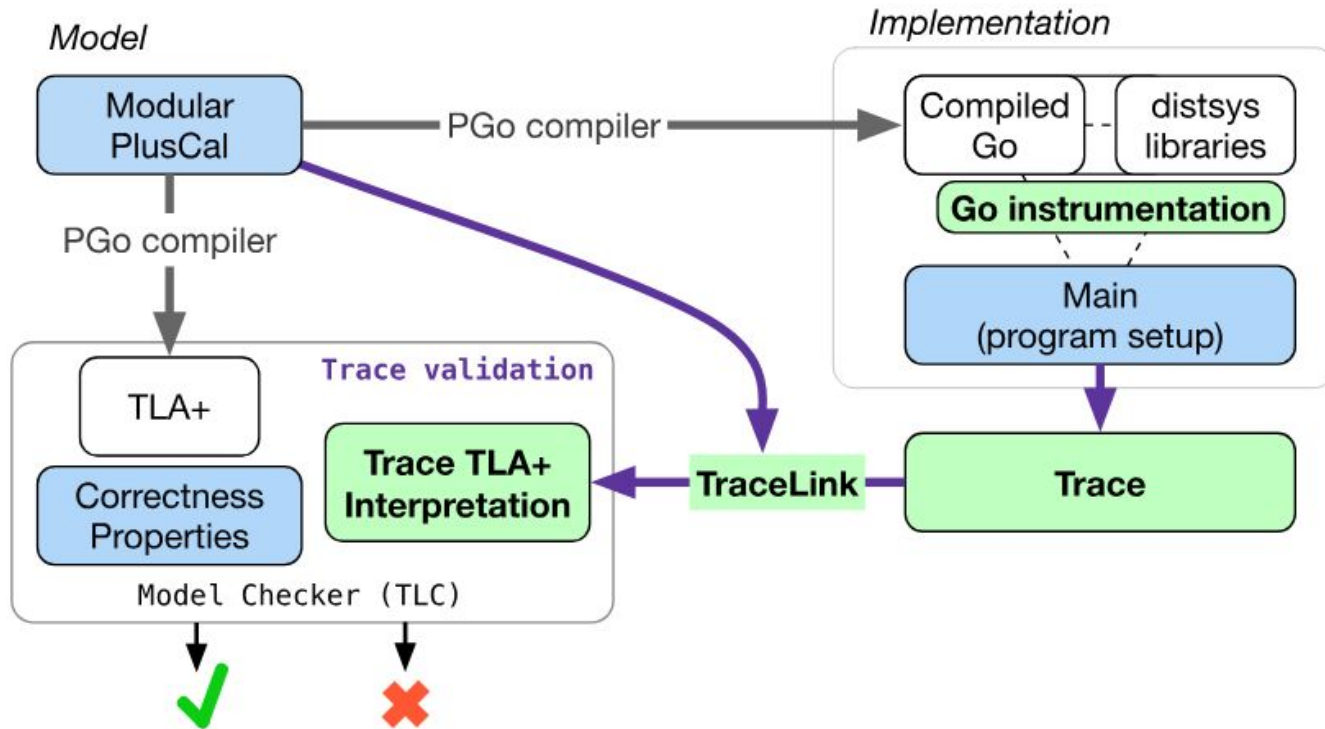 Model
Implementation
Modular
PlusCal
PGo compiler
Compiled
Go
distsys
libraries
Go instrumentation
PGo compiler
Main
(program setup)
Trace validation
TLA+
Trace TLA+
Interpretation
TraceLink
Trace
Correctness
Properties
Model Checker (TLC)